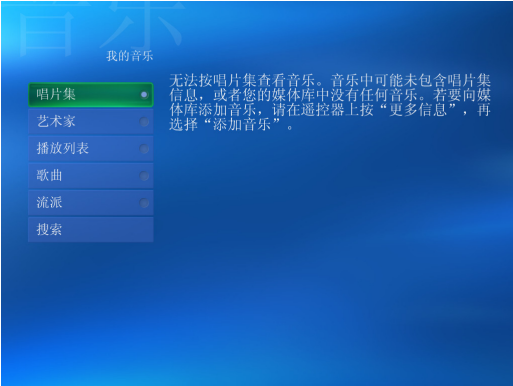 音乐
我的音乐
唱片集
艺术家
播放列表
歌曲
流派
搜索
无法按唱片集查看音乐。音乐中可能未包含唱片集
信息，或者您的媒体库中没有任何音乐。若要向媒
体库添加音乐，请在遥控器上按“更多信息”，再
选择“添加音乐”。